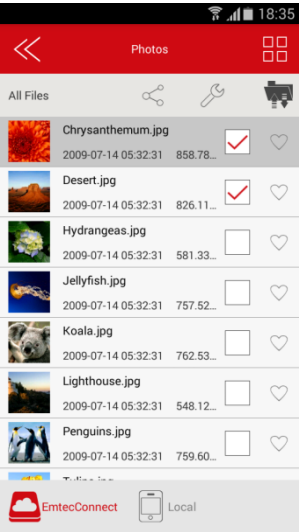 18:35
Photos
All Files
Chrysanthemum.jpg
2009-07-14 05:32:31 858.78...
Desert.jpg
2009-07-14 05:32:31 826.11...
Hydrangeas.jpg
2009-07-14 05:32:31 581.33...
Jellyfish.jpg
2009-07-14 05:32:31 757.52...
Koala.jpg
2009-07-14 05:32:31 762.53...
Lighthouse.jpg
2009-07-14 05:32:31 548.12...
Penguins.jpg
2009-07-14 05:32:31 759.60...
EmtecConnect
Local